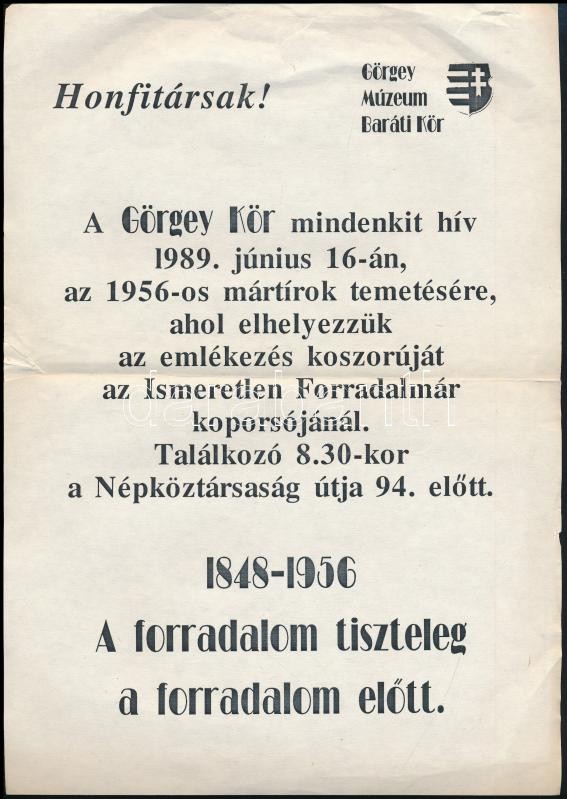 Honfitársak!
Görgey
Múzeum
Baráti Kör
A Görgey Kör mindenkit hív
1989. június 16-án,
az 1956-os mártírok temetésére,
ahol elhelyezzük
az emlékezés koszorúját
az Ismeretlen Forradalmár
koporsójánál.
Találkozó 8.30-kor
a Népköztársaság útja 94. előtt.
1848-1956
A forradalom tiszteleg
a forradalom előtt.
darabanth